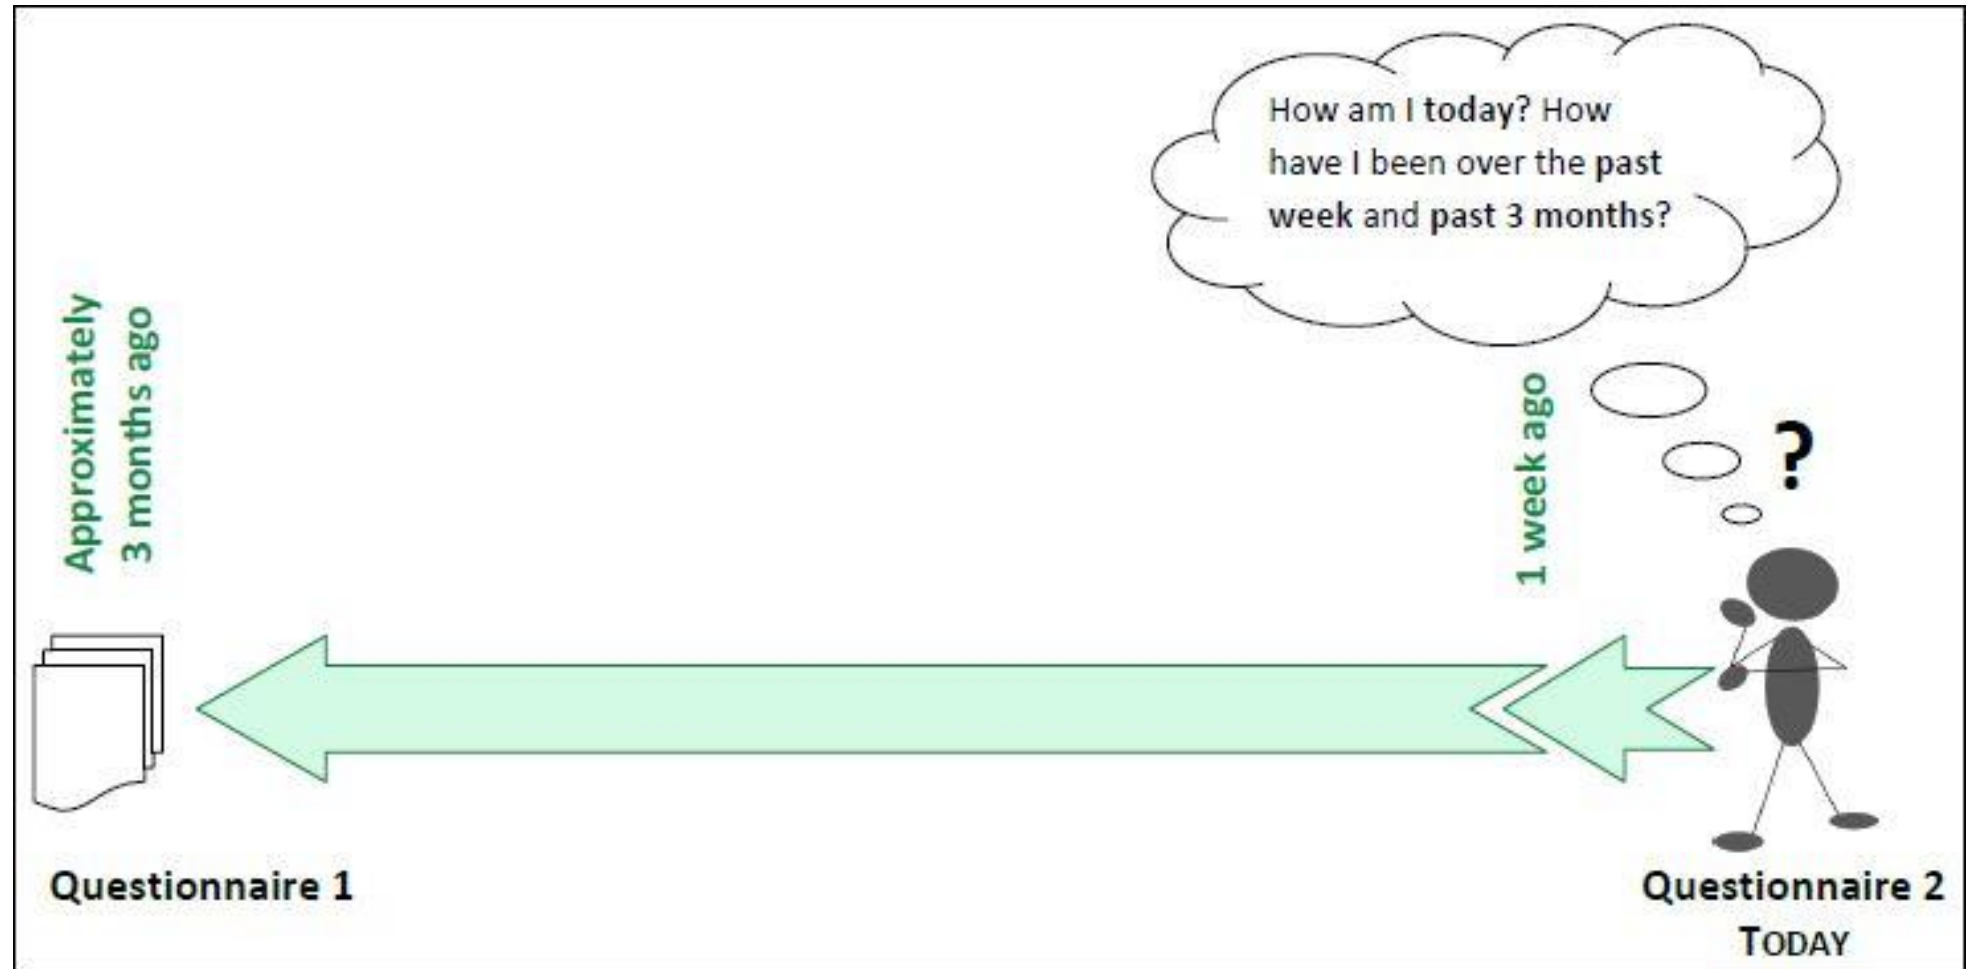 How am I today? How
have I been over the past
week and past 3 months?
Approximately
3 months ago
1 week ago
?
Questionnaire 1
Questionnaire 2
TODAY